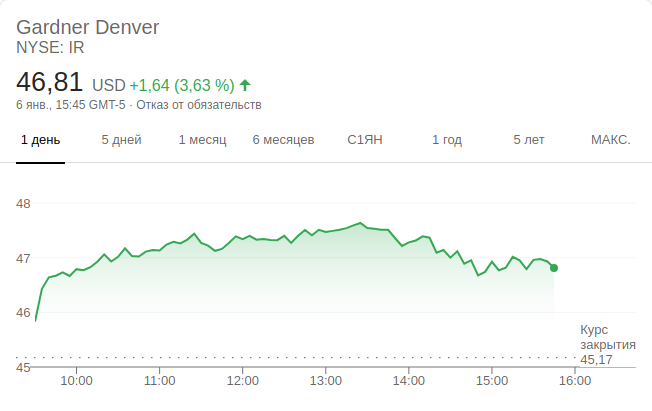 Gardner Denver
NYSE: IR
46,81 USD +1,64 (3,63 %)
6 янв., 15:45 GMT-5 · Отказ от обязательств
1 день 5 дней 1 месяц 6 месяцев С1ЯН 1 год 5 лет МАКС.
48
47
46
45
Курс
закрытия
45,17
10:00 11:00 12:00 13:00 14:00 15:00 16:00